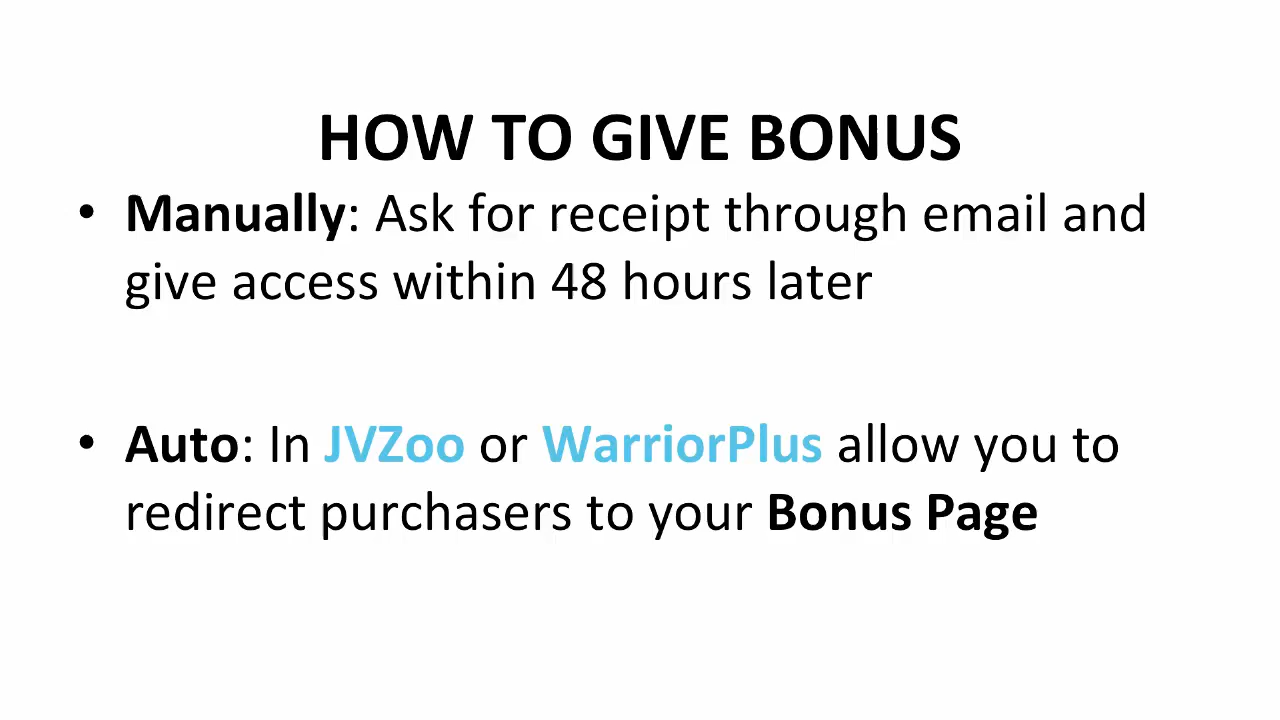 HOW TO GIVE BONUS
• Manually: Ask for receipt through email and
give access within 48 hours later
• Auto: In JVZoo or WarriorPlus allow you to
redirect purchasers to your Bonus Page